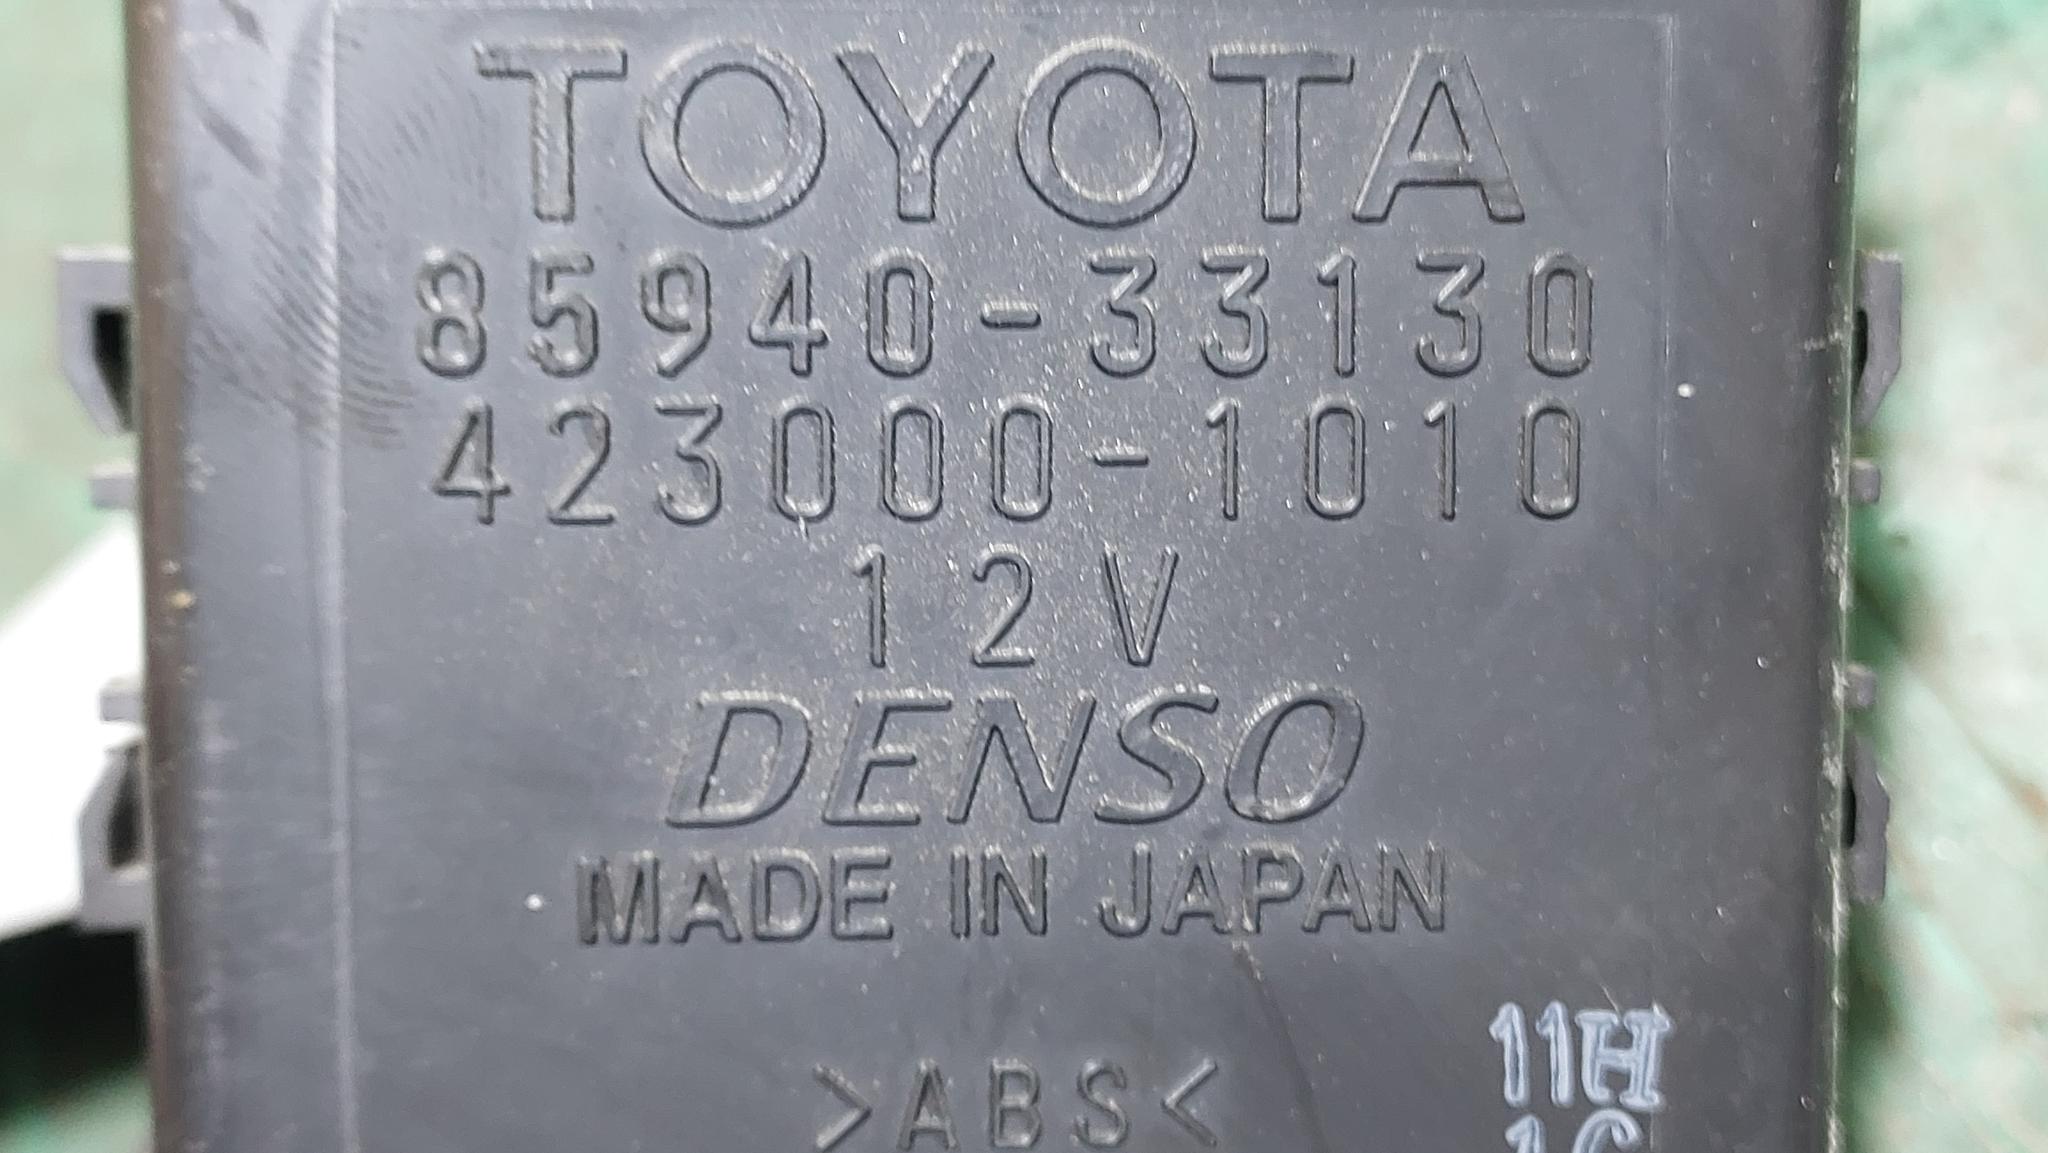 TOYOTA
85940-33130
423000-1010
12V
DENSO
MADE IN JAPAN
>ABS<
11H